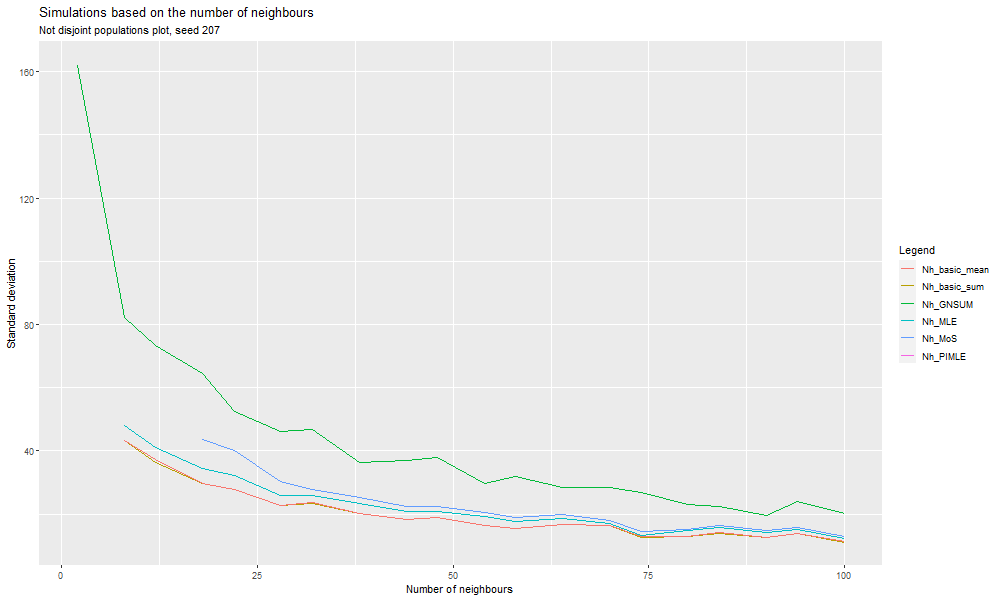 Simulations based on the number of neighbours
Not disjoint populations plot, seed 207
160
120
80
40
Standard deviation
0
25
50
75
100
Number of neighbours
Legend
Nh_basic_mean
Nh_basic_sum
Nh_GNSUM
Nh_MLE
Nh_MoS
Nh_PIMLE